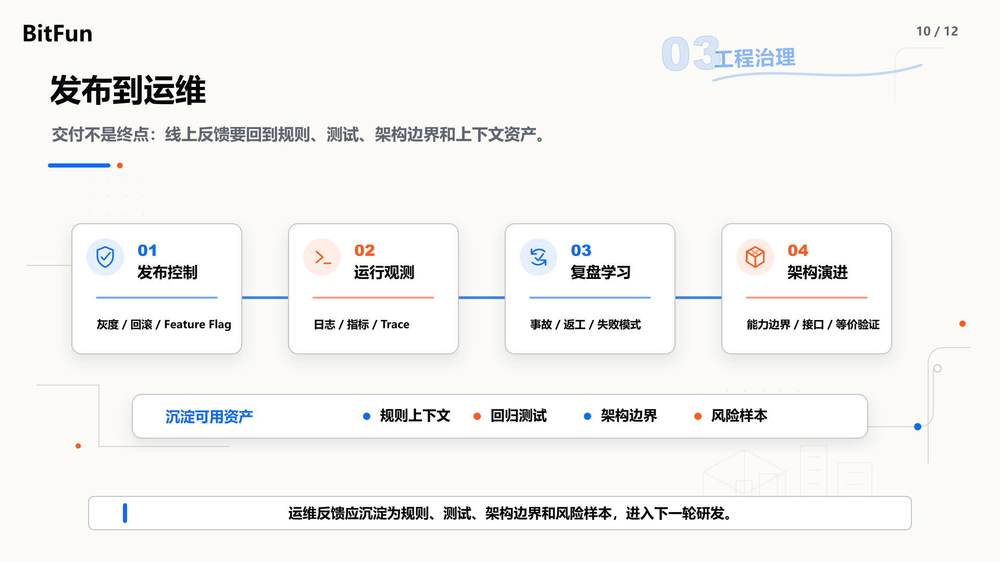 BitFun
10 / 12
03 工程治理
发布到运维
交付不是终点：线上反馈要回到规则、测试、架构边界和上下文资产。
01
发布控制
灰度 / 回滚 / Feature Flag
02
运行观测
日志 / 指标 / Trace
03
复盘学习
事故 / 返工 / 失败模式
04
架构演进
能力边界 / 接口 / 等价验证
沉淀可用资产
规则上下文
回归测试
架构边界
风险样本
运维反馈应沉淀为规则、测试、架构边界和风险样本，进入下一轮研发。